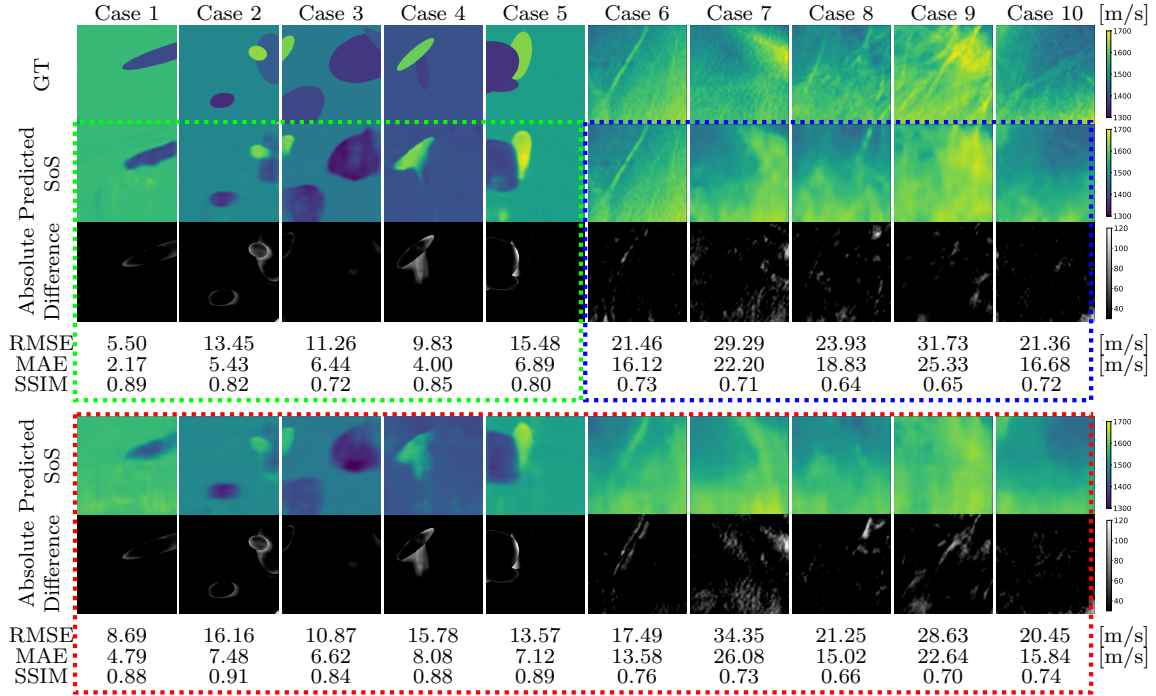 Case 1 Case 2 Case 3 Case 4 Case 5 Case 6 Case 7 Case 8 Case 9 Case 10 [m/s]
GT
1700
1600
1500
1400
1300
Predicted SoS
1700
1600
1500
1400
1300
Absolute Difference
120
100
80
60
40
RMSE 5.50 13.45 11.26 9.83 15.48 21.46 29.29 23.93 31.73 21.36 [m/s]
MAE 2.17 5.43 6.44 4.00 6.89 16.12 22.20 18.83 25.33 16.68 [m/s]
SSIM 0.89 0.82 0.72 0.85 0.80 0.73 0.71 0.64 0.65 0.72
Predicted SoS
1700
1600
1500
1400
1300
Absolute Difference
120
100
80
60
40
RMSE 8.69 16.16 10.87 15.78 13.57 17.49 34.35 21.25 28.63 20.45 [m/s]
MAE 4.79 7.48 6.62 8.08 7.12 13.58 26.08 15.02 22.64 15.84 [m/s]
SSIM 0.88 0.91 0.84 0.88 0.89 0.76 0.73 0.66 0.70 0.74